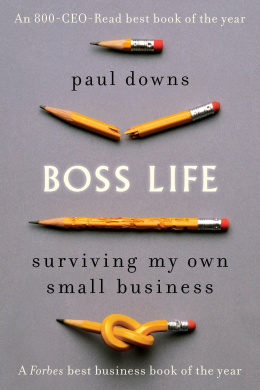 An 800-CEO-Read best book of the year
paul downs
BOSS LIFE
surviving my own
small business
A Forbes best business book of the year